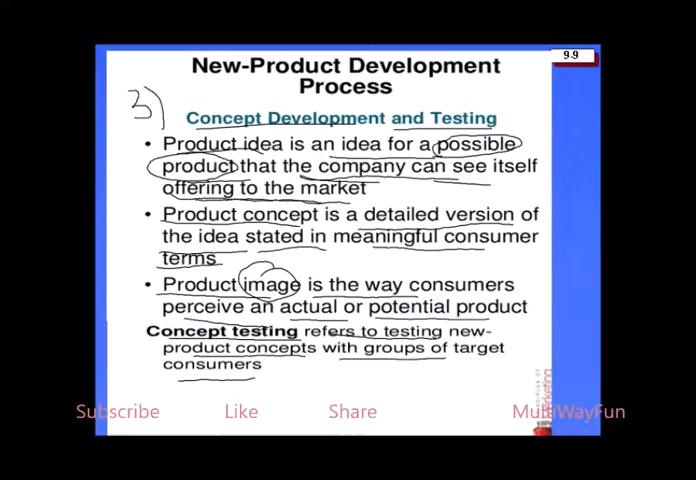 9-9
New-Product Development
Process
3)
Concept Development and Testing
• Product idea is an idea for a possible
product that the company can see itself
offering to the market
• Product concept is a detailed version of
the idea stated in meaningful consumer
terms
• Product image is the way consumers
perceive an actual or potential product
Concept testing refers to testing new-
product concepts with groups of target
consumers
Subscribe Like Share MultiWayFun